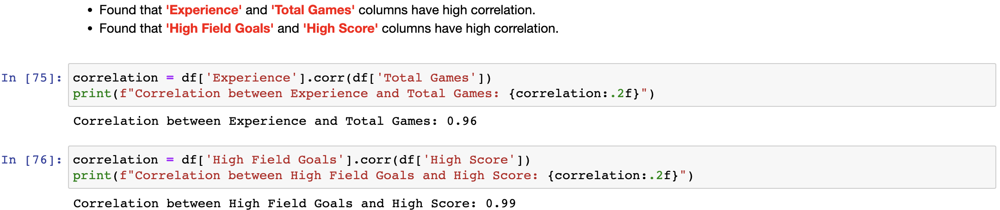 • Found that 'Experience' and 'Total Games' columns have high correlation.
• Found that 'High Field Goals' and 'High Score' columns have high correlation.
In [75]: correlation = df['Experience'].corr(df['Total Games'])
print(f"Correlation between Experience and Total Games: {correlation:.2f}")
Correlation between Experience and Total Games: 0.96
In [76]: correlation = df['High Field Goals'].corr(df['High Score'])
print(f"Correlation between High Field Goals and High Score: {correlation:.2f}")
Correlation between High Field Goals and High Score: 0.99